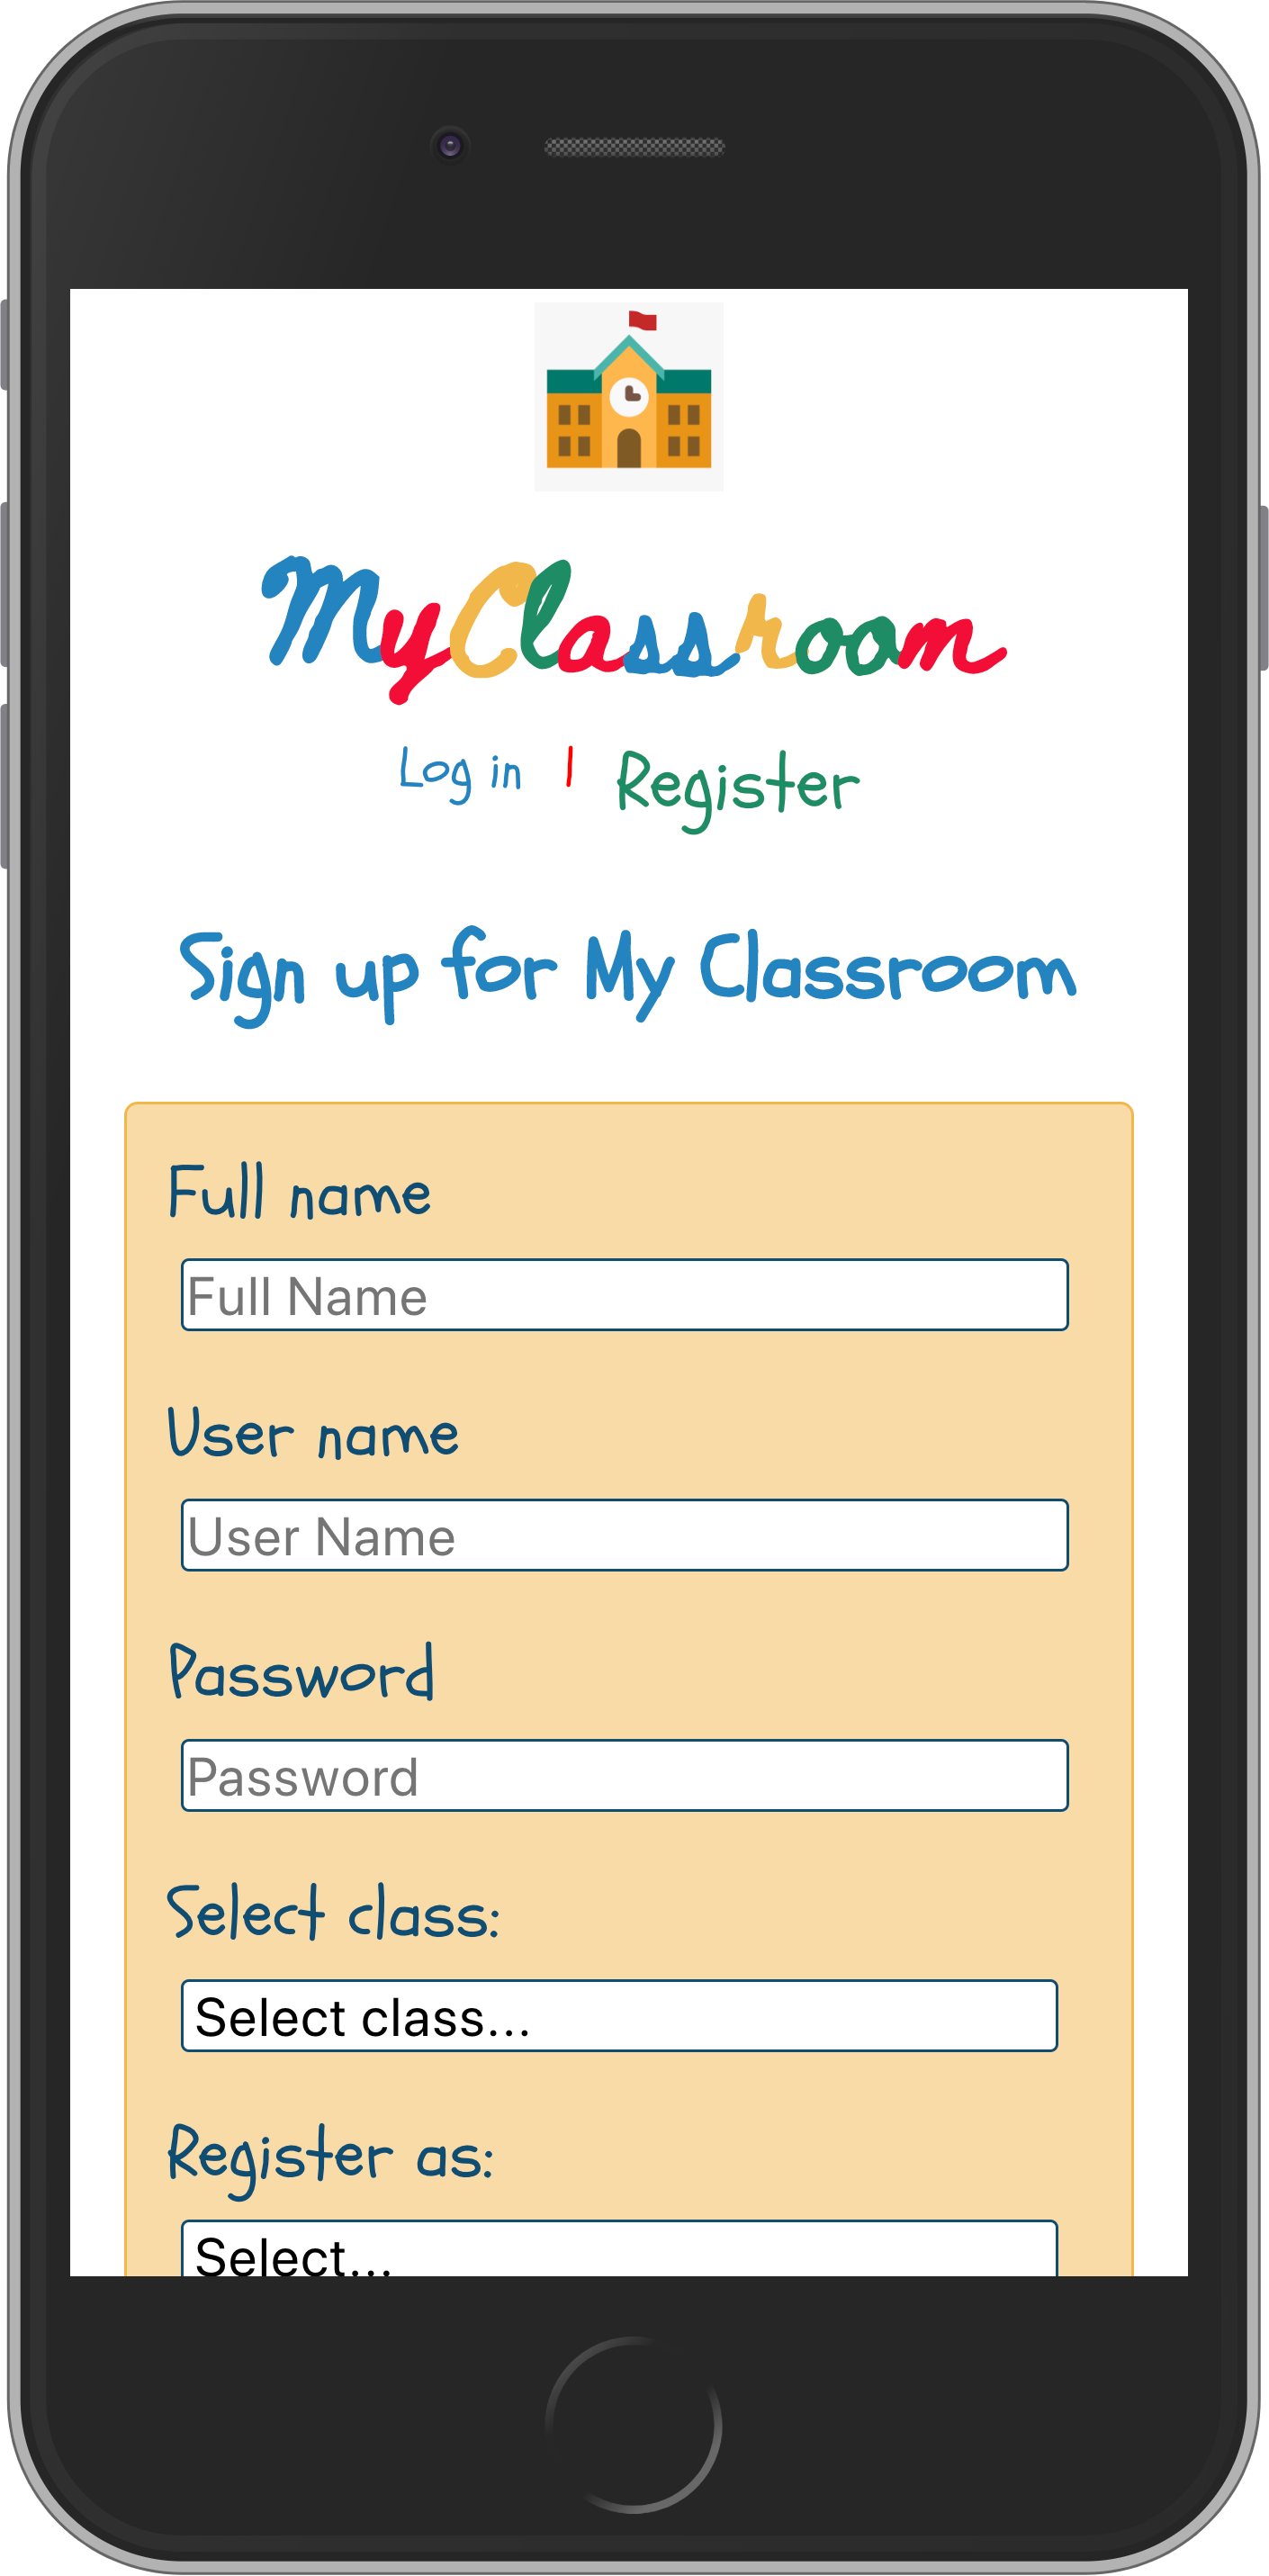 MyClassroom
Log in | Register
Sign up for My Classroom
Full name
Full Name
User name
User Name
Password
Password
Select class:
Select class...
Register as:
Select...